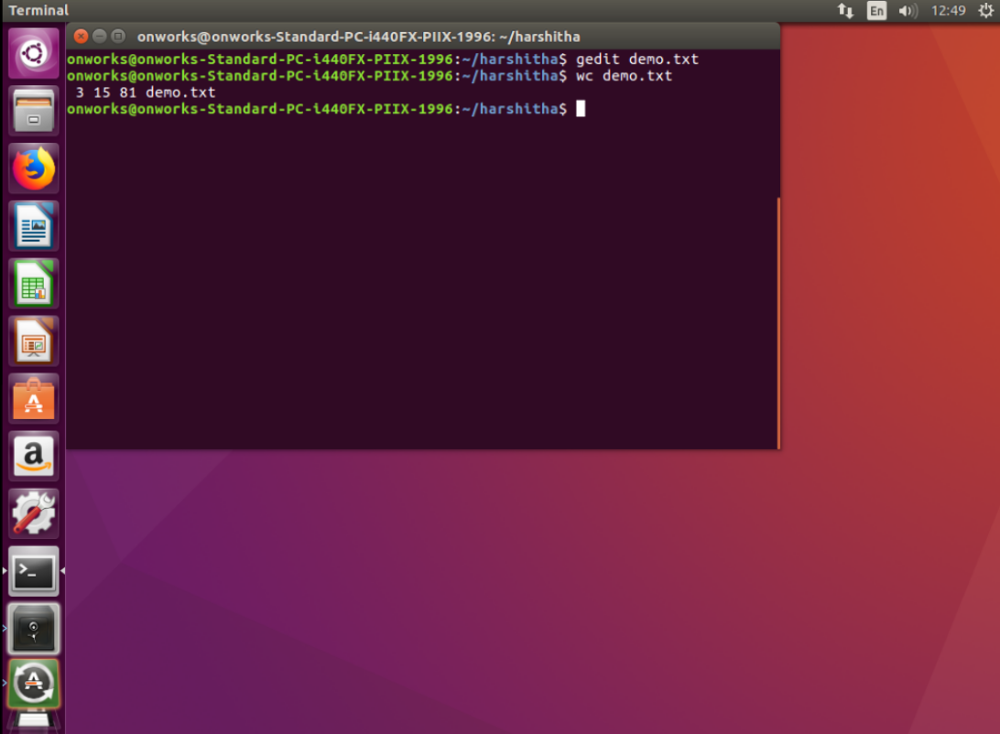 Terminal
En
12:49
onworks@onworks-Standard-PC-i440FX-PIIX-1996: ~/harshitha
onworks@onworks-Standard-PC-i440FX-PIIX-1996:~/harshitha$ gedit demo.txt
onworks@onworks-Standard-PC-i440FX-PIIX-1996:~/harshitha$ wc demo.txt
3 15 81 demo.txt
onworks@onworks-Standard-PC-i440FX-PIIX-1996:~/harshitha$
a
>_